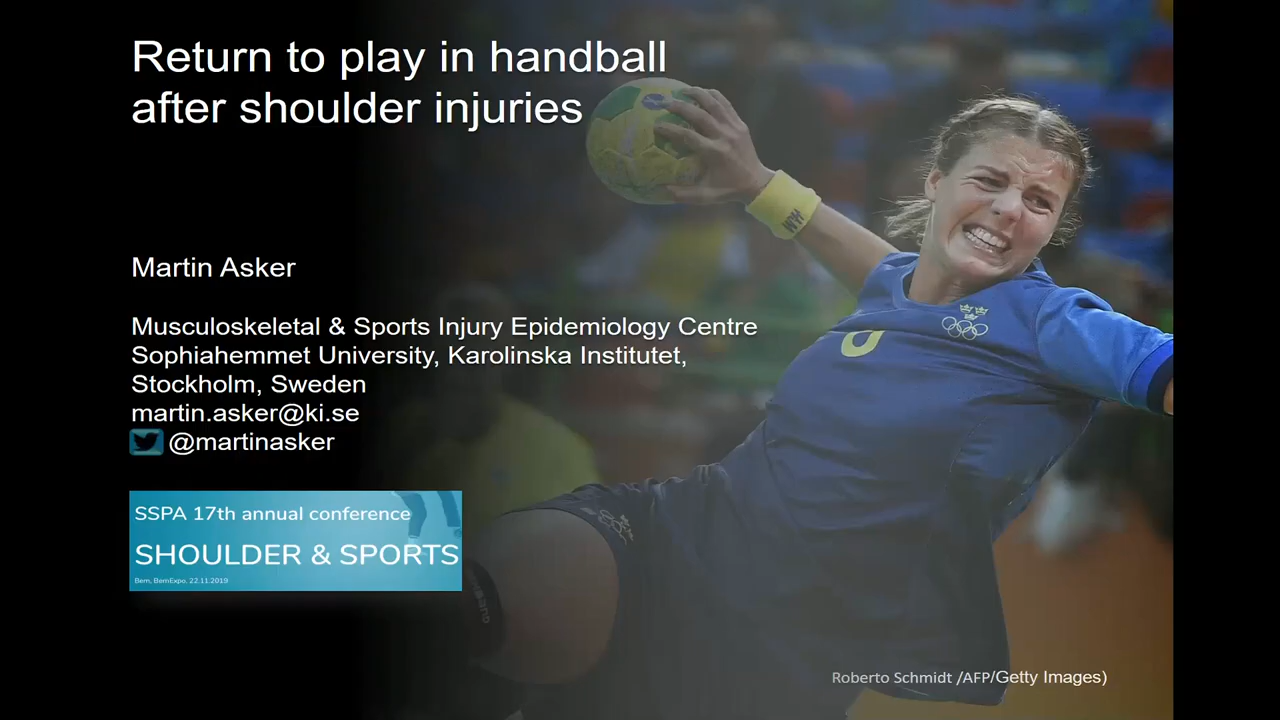 Return to play in handball
after shoulder injuries
Martin Asker
Musculoskeletal & Sports Injury Epidemiology Centre
Sophiahemmet University, Karolinska Institutet,
Stockholm, Sweden
martin.asker@ki.se
@martinasker
SSPA 17th annual conference
SHOULDER & SPORTS
Bern, BernExpo, 22.11.2019
Roberto Schmidt /AFP/Getty Images)